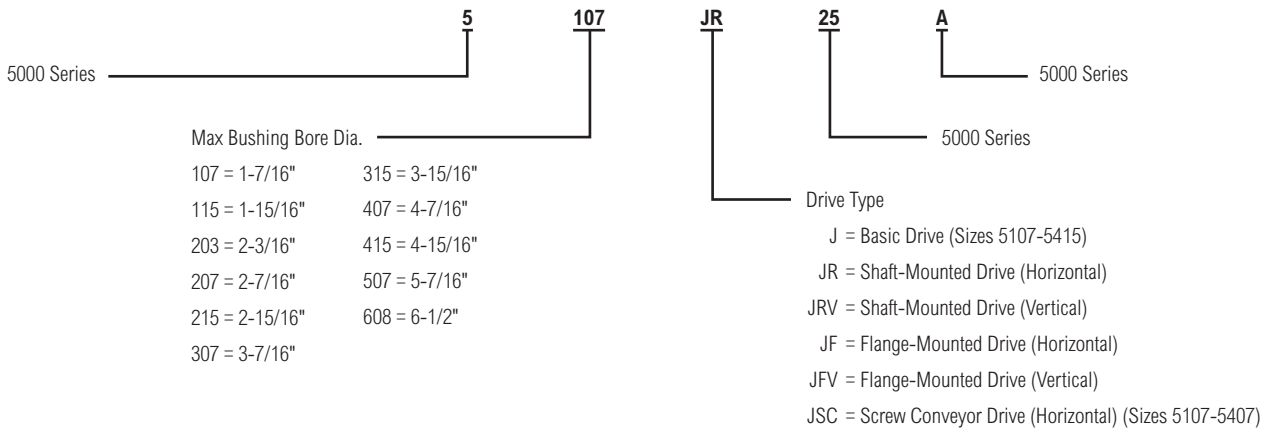 5 107 JR 25 A
5000 Series
5000 Series
Max Bushing Bore Dia.
5000 Series
107 = 1-7/16" 315 = 3-15/16"
115 = 1-15/16" 407 = 4-7/16"
203 = 2-3/16" 415 = 4-15/16"
207 = 2-7/16" 507 = 5-7/16"
215 = 2-15/16" 608 = 6-1/2"
307 = 3-7/16"
Drive Type
J = Basic Drive (Sizes 5107-5415)
JR = Shaft-Mounted Drive (Horizontal)
JRV = Shaft-Mounted Drive (Vertical)
JF = Flange-Mounted Drive (Horizontal)
JFV = Flange-Mounted Drive (Vertical)
JSC = Screw Conveyor Drive (Horizontal) (Sizes 5107-5407)